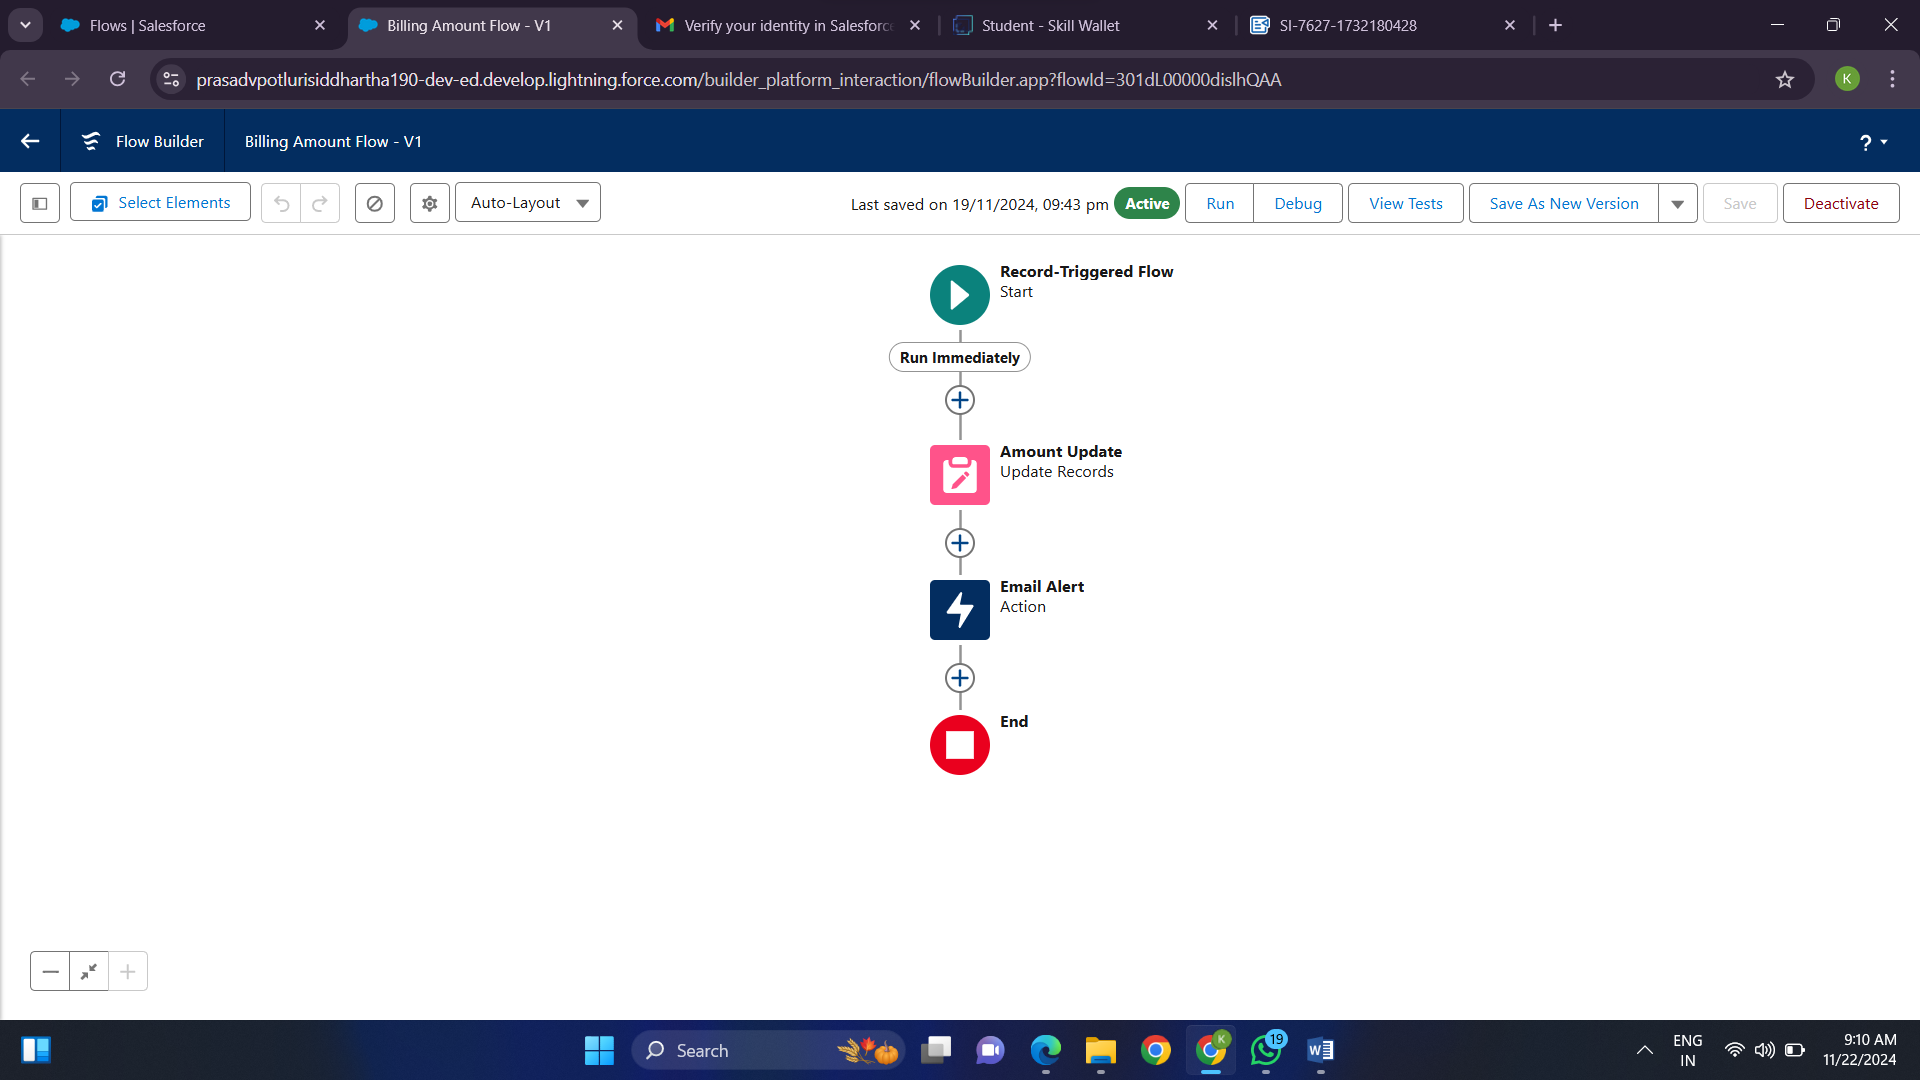 Flows | Salesforce
Billing Amount Flow - V1
Verify your identity in Salesforc
Student - Skill Wallet
SI-7627-1732180428
prasadvpotlurisiddhartha190-dev-ed.develop.lightning.force.com/builder_platform_interaction/flowBuilder.app?flowId=301dL00000dislhQAA
K
Flow Builder
Billing Amount Flow - V1
?
Select Elements
Auto-Layout
Last saved on 19/11/2024, 09:43 pm
Active
Run
Debug
View Tests
Save As New Version
Save
Deactivate
Record-Triggered Flow
Start
Run Immediately
Amount Update
Update Records
Email Alert
Action
End
Search
K
19
W
ENG
IN
9:10 AM
11/22/2024